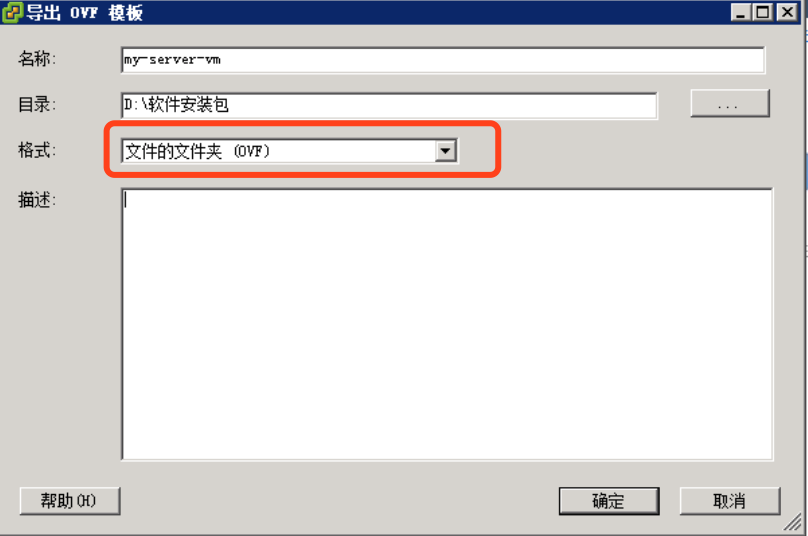 导出 OVF 模板
名称:
my-server-vm
目录:
D:\软件安装包
...
格式:
文件的文件夹 (OVF)
描述:
帮助(H)
确定
取消